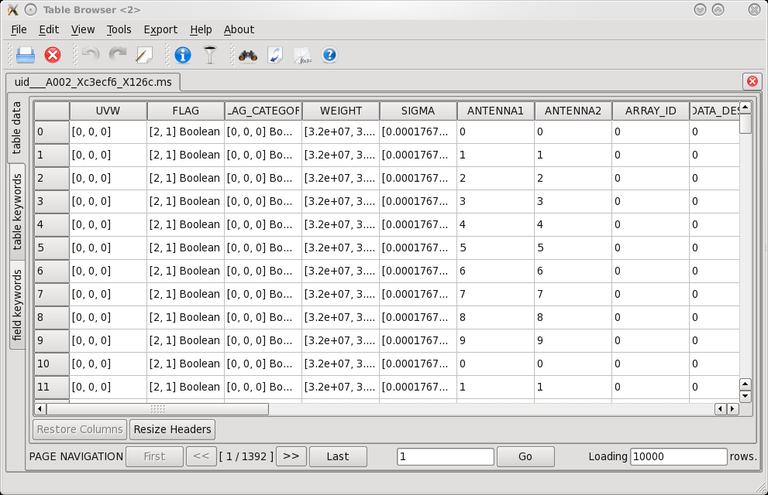 Table Browser <2>
File Edit View Tools Export Help About
uid___A002_Xc3ecf6_X126c.ms
table data
table keywords
field keywords
UVW FLAG LAG_CATEGOF WEIGHT SIGMA ANTENNA1 ANTENNA2 ARRAY_ID DATA_DES
0 [0, 0, 0] [2, 1] Boolean [0, 0, 0] Bo... [3.2e+07, 3.... [0.0001767... 0 0 0 0
1 [0, 0, 0] [2, 1] Boolean [0, 0, 0] Bo... [3.2e+07, 3.... [0.0001767... 1 1 0 0
2 [0, 0, 0] [2, 1] Boolean [0, 0, 0] Bo... [3.2e+07, 3.... [0.0001767... 2 2 0 0
3 [0, 0, 0] [2, 1] Boolean [0, 0, 0] Bo... [3.2e+07, 3.... [0.0001767... 3 3 0 0
4 [0, 0, 0] [2, 1] Boolean [0, 0, 0] Bo... [3.2e+07, 3.... [0.0001767... 4 4 0 0
5 [0, 0, 0] [2, 1] Boolean [0, 0, 0] Bo... [3.2e+07, 3.... [0.0001767... 5 5 0 0
6 [0, 0, 0] [2, 1] Boolean [0, 0, 0] Bo... [3.2e+07, 3.... [0.0001767... 6 6 0 0
7 [0, 0, 0] [2, 1] Boolean [0, 0, 0] Bo... [3.2e+07, 3.... [0.0001767... 7 7 0 0
8 [0, 0, 0] [2, 1] Boolean [0, 0, 0] Bo... [3.2e+07, 3.... [0.0001767... 8 8 0 0
9 [0, 0, 0] [2, 1] Boolean [0, 0, 0] Bo... [3.2e+07, 3.... [0.0001767... 9 9 0 0
10 [0, 0, 0] [2, 1] Boolean [0, 0, 0] Bo... [3.2e+07, 3.... [0.0001767... 0 0 0 0
11 [0, 0, 0] [2, 1] Boolean [0, 0, 0] Bo... [3.2e+07, 3.... [0.0001767... 1 1 0 0
Restore Columns Resize Headers
PAGE NAVIGATION First << [ 1 / 1392 ] >> Last 1 Go Loading 10000 rows.